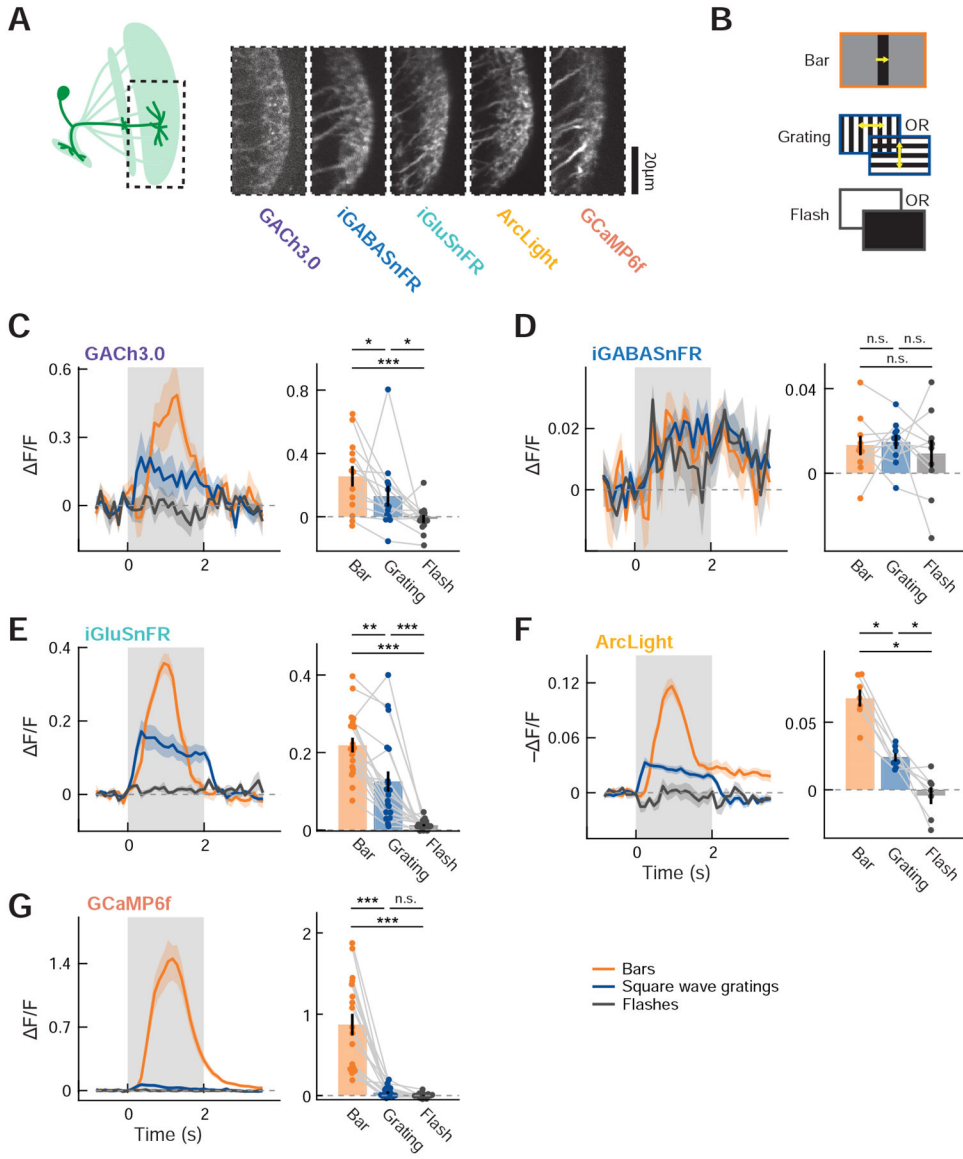 A
20µm
GACh3.0
iGABASnFR
iGluSnFR
ArcLight
GCaMP6f
B
Bar
Grating
OR
Flash
OR
C
GACh3.0
ΔF/F
0.6
0.3
0
0
2
* *
***
0.8
0.4
0
Bar
Grating
Flash
D
iGABASnFR
ΔF/F
0.02
0
0
2
n.s. n.s.
n.s.
0.04
0
Bar
Grating
Flash
E
iGluSnFR
ΔF/F
0.4
0.2
0
0
2
** ***
***
0.4
0.2
0
Bar
Grating
Flash
F
ArcLight
−ΔF/F
0.12
0.06
0
0
2
Time (s)
* *
*
0.05
0
Bar
Grating
Flash
G
GCaMP6f
ΔF/F
1.4
0.7
0
0
2
Time (s)
*** n.s.
***
2
1
0
Bar
Grating
Flash
Bars
Square wave gratings
Flashes